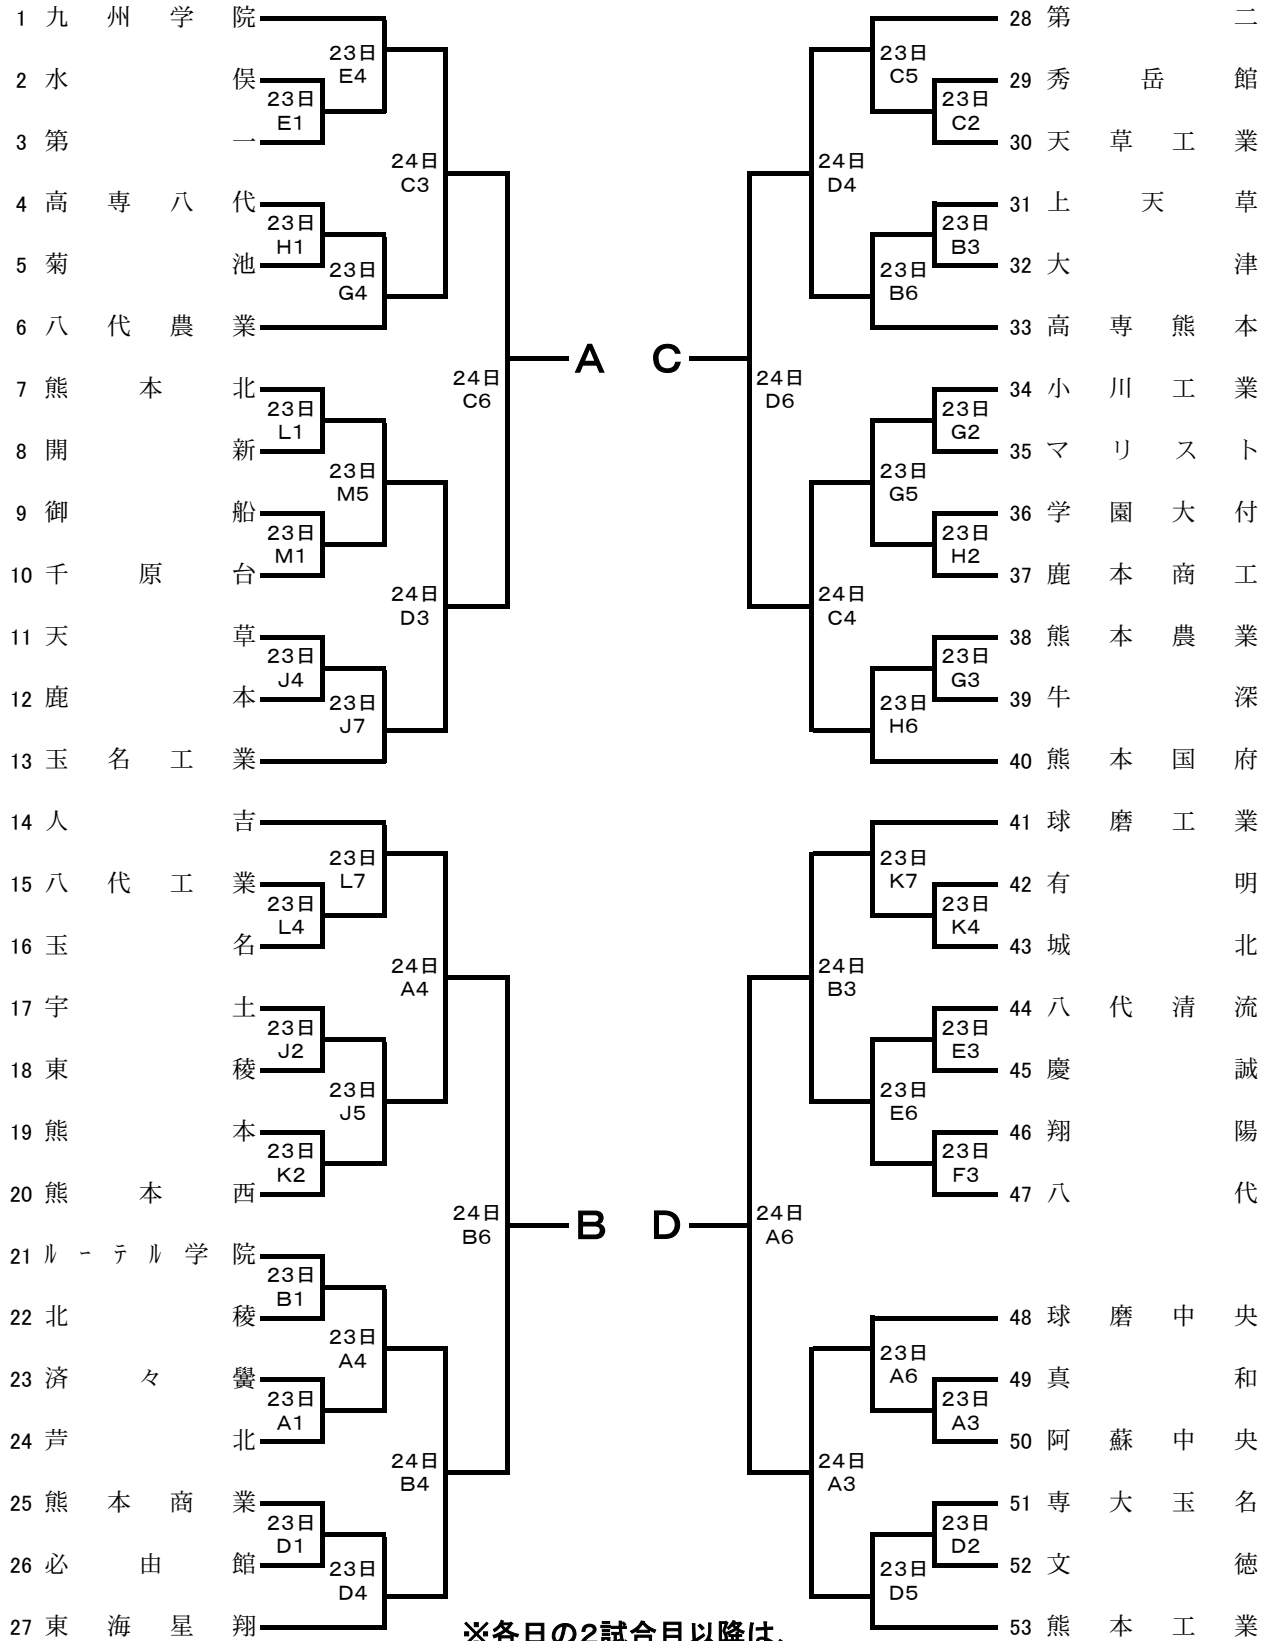 1 九州学院
2 水俣
3 第一
4 高専八代
5 菊池
6 八代農業
7 熊本北
8 開新
9 御船
10 千原台
11 天草
12 鹿本
13 玉名工業
14 人吉
15 八代工業
16 玉名
17 宇土
18 東稜
19 熊本
20 熊本西
21 ﾙｰﾃﾙ学院
22 北稜
23 済々黌
24 芦北
25 熊本商業
26 必由館
27 東海星翔
23日
E1
23日
H1
23日
L1
23日
M1
23日
J4
23日
L4
23日
J2
23日
K2
23日
B1
23日
A1
23日
D1
23日
E4
23日
G4
23日
M5
23日
J7
23日
L7
23日
J5
23日
A4
23日
D4
24日
C3
24日
D3
24日
A4
24日
B4
24日
C6
24日
B6
A
B
C
D
24日
D6
24日
A6
24日
D4
24日
C4
24日
B3
24日
A3
23日
C5
23日
B6
23日
G5
23日
H6
23日
K7
23日
E6
23日
A6
23日
D5
23日
C2
23日
B3
23日
G2
23日
H2
23日
G3
23日
K4
23日
E3
23日
F3
23日
A3
23日
D2
28 第二
29 秀岳館
30 天草工業
31 上天草
32 大津
33 高専熊本
34 小川工業
35 マリスト
36 学園大付
37 鹿本商工
38 熊本農業
39 牛深
40 熊本国府
41 球磨工業
42 有明
43 城北
44 八代清流
45 慶誠
46 翔陽
47 八代
48 球磨中央
49 真和
50 阿蘇中央
51 専大玉名
52 文徳
53 熊本工業
※各日の2試合目以降は、